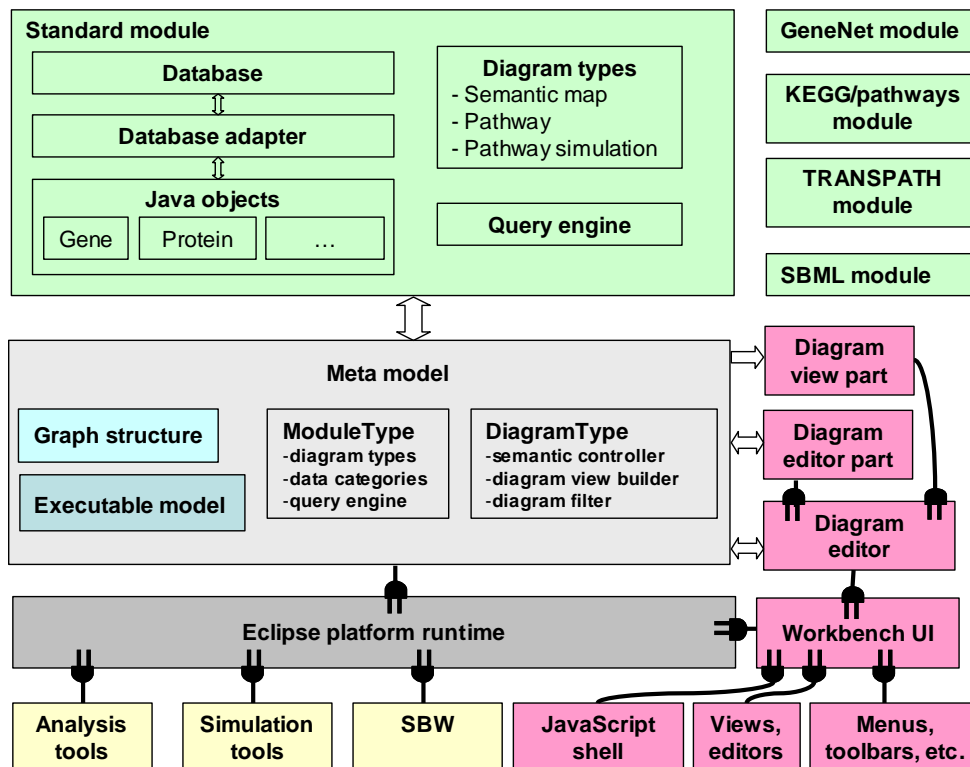 Standard module
Database
Database adapter
Java objects
Gene
Protein
…
Diagram types
- Semantic map
- Pathway
- Pathway simulation
Query engine
GeneNet module
KEGG/pathways
module
TRANSPATH
module
SBML module
Meta model
Graph structure
Executable model
ModuleType
-diagram types
-data categories
-query engine
DiagramType
-semantic controller
-diagram view builder
-diagram filter
Diagram
view part
Diagram
editor part
Diagram
editor
Eclipse platform runtime
Workbench UI
Analysis
tools
Simulation
tools
SBW
JavaScript
shell
Views,
editors
Menus,
toolbars, etc.